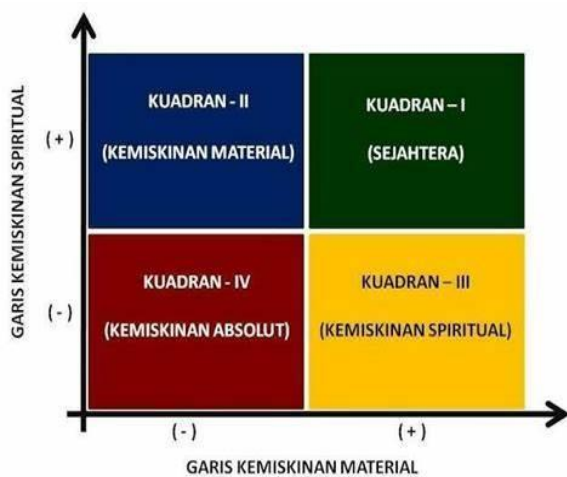 GARIS KEMISKINAN SPIRITUAL
(+)
(-)
KUADRAN - II
(KEMISKINAN MATERIAL)
KUADRAN – I
(SEJAHTERA)
KUADRAN - IV
(KEMISKINAN ABSOLUT)
KUADRAN – III
(KEMISKINAN SPIRITUAL)
(-)
(+)
GARIS KEMISKINAN MATERIAL